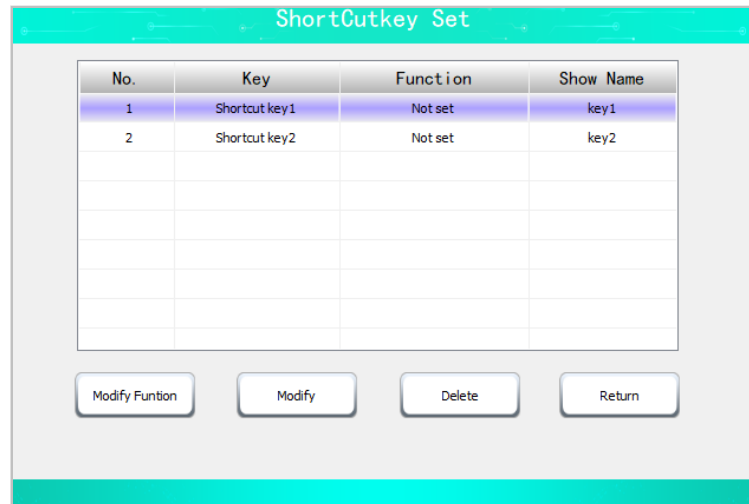 ShortCutkey Set
No. Key Function Show Name
1 Shortcut key1 Not set key1
2 Shortcut key2 Not set key2
Modify Funtion Modify Delete Return